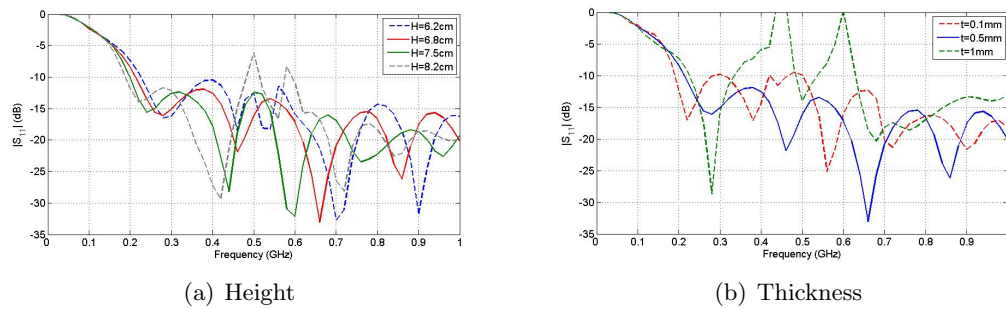 0
-5
-10
-15
-20
-25
-30
-35
|S11| (dB)
0 0.1 0.2 0.3 0.4 0.5 0.6 0.7 0.8 0.9 1
Frequency (GHz)
H=6.2cm
H=6.8cm
H=7.5cm
H=8.2cm
(a) Height
0
-5
-10
-15
-20
-25
-30
-35
|S11| (dB)
0 0.1 0.2 0.3 0.4 0.5 0.6 0.7 0.8 0.9
Frequency (GHz)
t=0.1mm
t=0.5mm
t=1mm
(b) Thickness